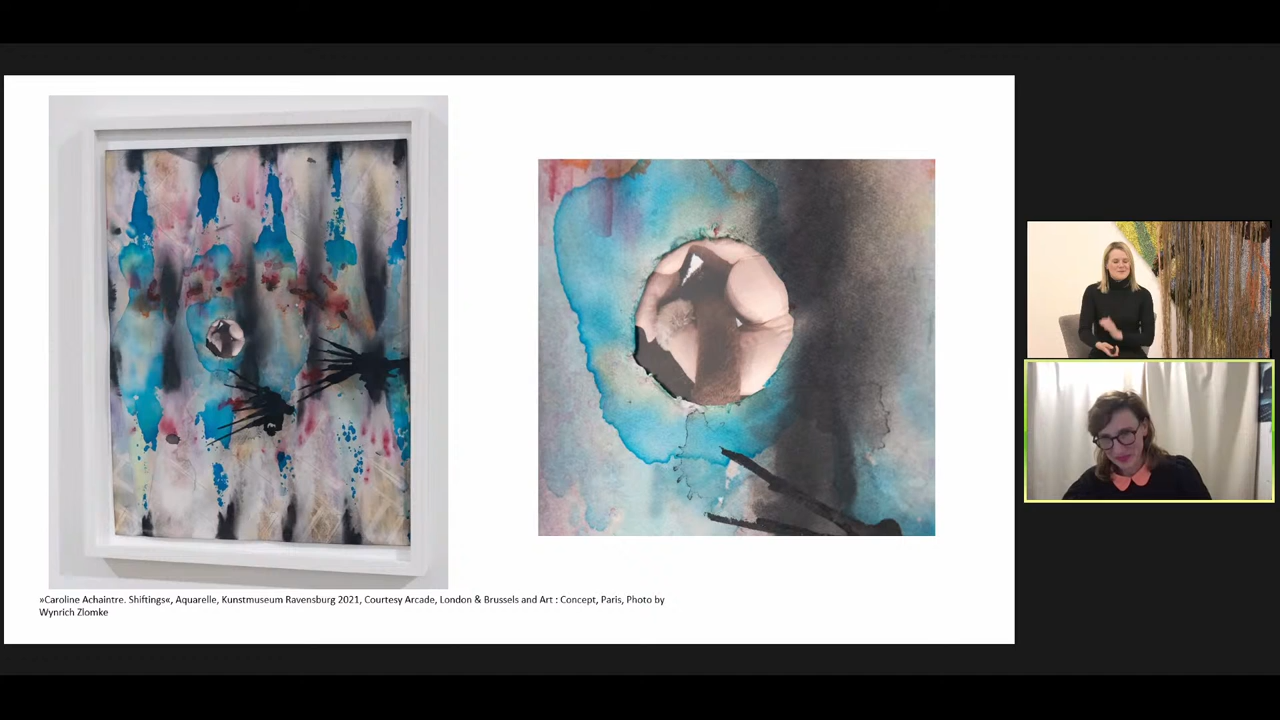 »Caroline Achaintre. Shiftings«, Aquarelle, Kunstmuseum Ravensburg 2021, Courtesy Arcade, London & Brussels and Art : Concept, Paris, Photo by
Wynrich Zlomke